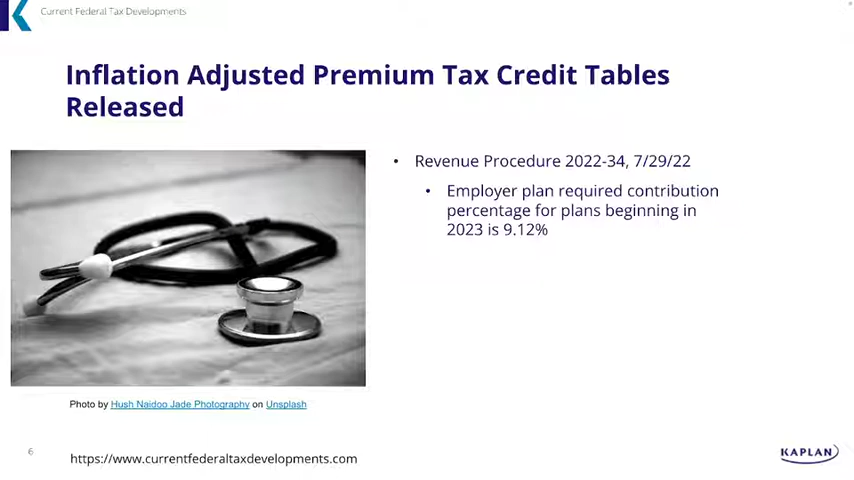 Current Federal Tax Developments
Inflation Adjusted Premium Tax Credit Tables
Released
• Revenue Procedure 2022-34, 7/29/22
• Employer plan required contribution
percentage for plans beginning in
2023 is 9.12%
Photo by Hush Naidoo Jade Photography on Unsplash
6
https://www.currentfederaltaxdevelopments.com
KAPLAN